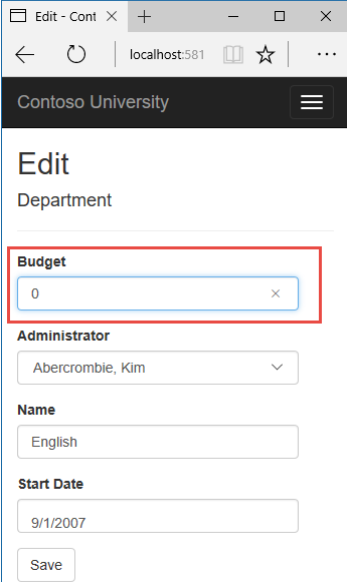 Edit - Cont
localhost:581
Contoso University
Edit
Department
Budget
0
Administrator
Abercrombie, Kim
Name
English
Start Date
9/1/2007
Save